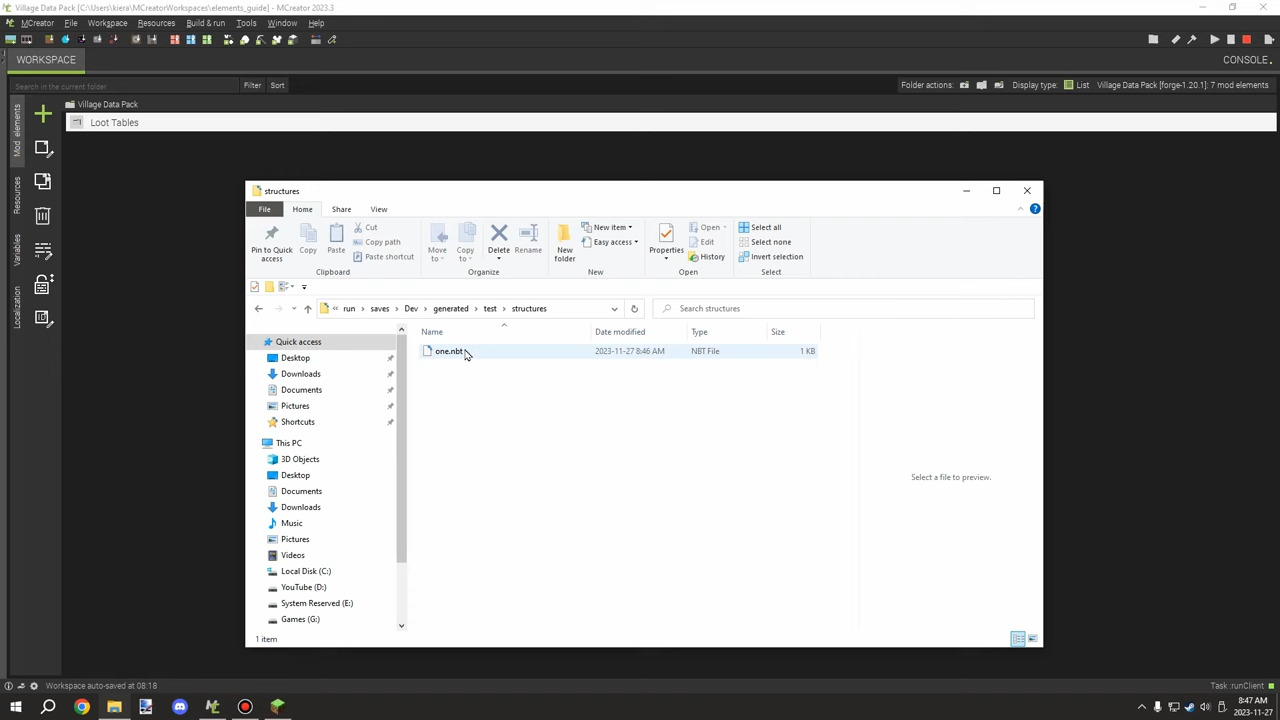 Village Data Pack (C:\Users\kiera\MCreatorWorkspaces\elements_guide] - MCreator 2023.3
MCreator File Workspace Resources Build & run Tools Window Help
WORKSPACE
CONSOLE
Search in the current folder
Filter
Sort
Folder actions:
Display type:
List
Village Data Pack [forge-1.20.1]: 7 mod elements
Mod elements
Resources
Variables
Localization
Village Data Pack
Loot Tables
structures
File Home Share View
Pin to Quick access
Copy
Paste
Cut
Copy path
Paste shortcut
Clipboard
Move to
Copy to
Delete
Rename
Organize
New folder
New item
Easy access
New
Properties
Open
Edit
History
Open
Select all
Select none
Invert selection
Select
« run > saves > Dev > generated > test > structures
Search structures
Name Date modified Type Size
one.nbt 2023-11-27 8:46 AM NBT File 1 KB
Select a file to preview.
Quick access
Desktop
Downloads
Documents
Pictures
Shortcuts
This PC
3D Objects
Desktop
Documents
Downloads
Music
Pictures
Videos
Local Disk (C:)
YouTube (D:)
System Reserved (E:)
Games (G:)
1 item
Workspace auto-saved at 08:18
Task :runClient
8:47 AM
2023-11-27